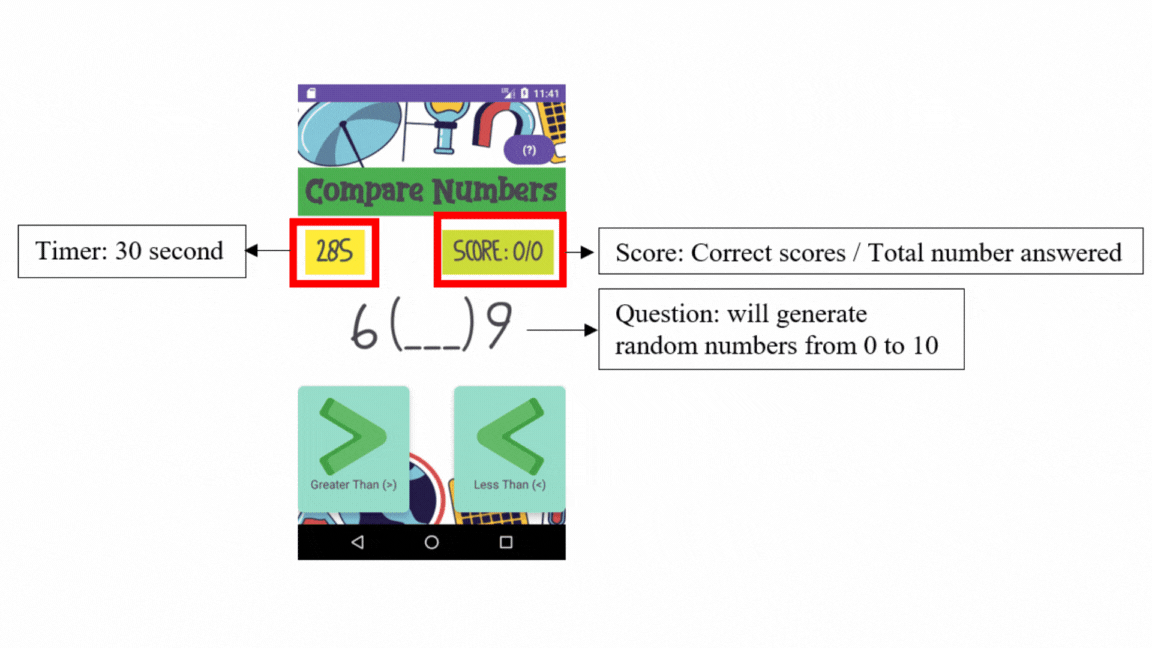 11:41
(?)
Compare Numbers
Timer: 30 second
28S
SCORE: 0/0
Score: Correct scores / Total number answered
6 (___) 9
Question: will generate
random numbers from 0 to 10
Greater Than (>)
Less Than (<)